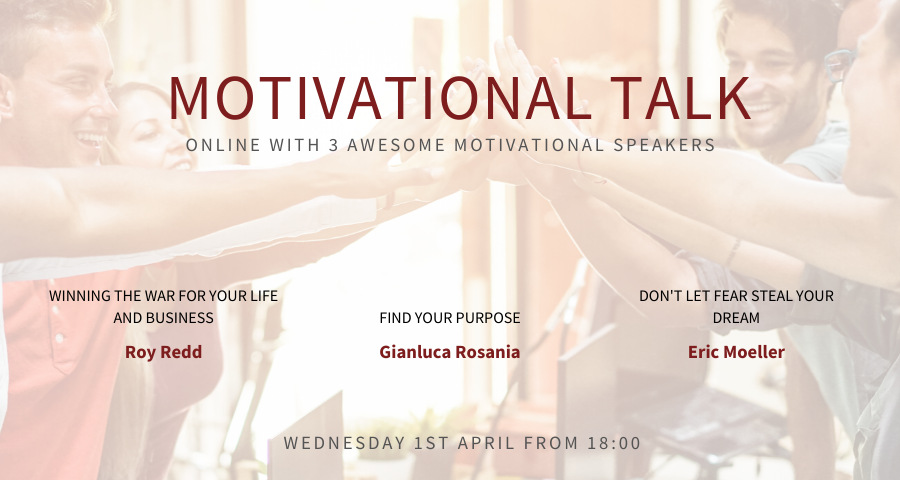 MOTIVATIONAL TALK
ONLINE WITH 3 AWESOME MOTIVATIONAL SPEAKERS
WINNING THE WAR FOR YOUR LIFE
AND BUSINESS
Roy Redd
FIND YOUR PURPOSE
Gianluca Rosania
DON'T LET FEAR STEAL YOUR
DREAM
Eric Moeller
WEDNESDAY 1ST APRIL FROM 18:00